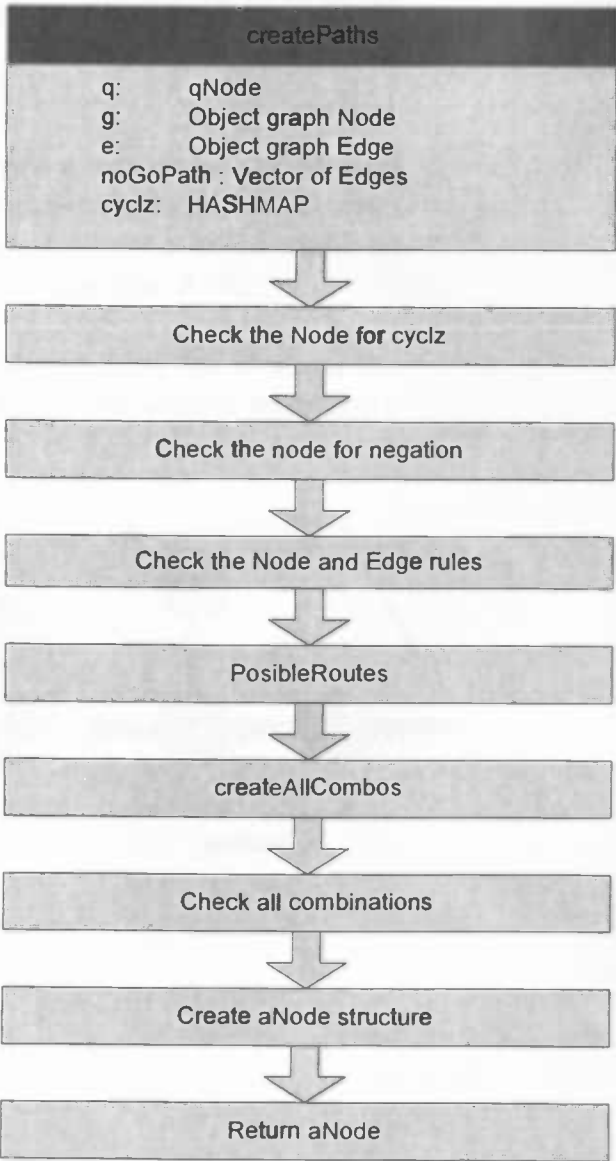 createPaths
q: qNode
g: Object graph Node
e: Object graph Edge
noGoPath : Vector of Edges
cyclz: HASHMAP
Check the Node for cyclz
Check the node for negation
Check the Node and Edge rules
PosibleRoutes
createAllCombos
Check all combinations
Create aNode structure
Return aNode